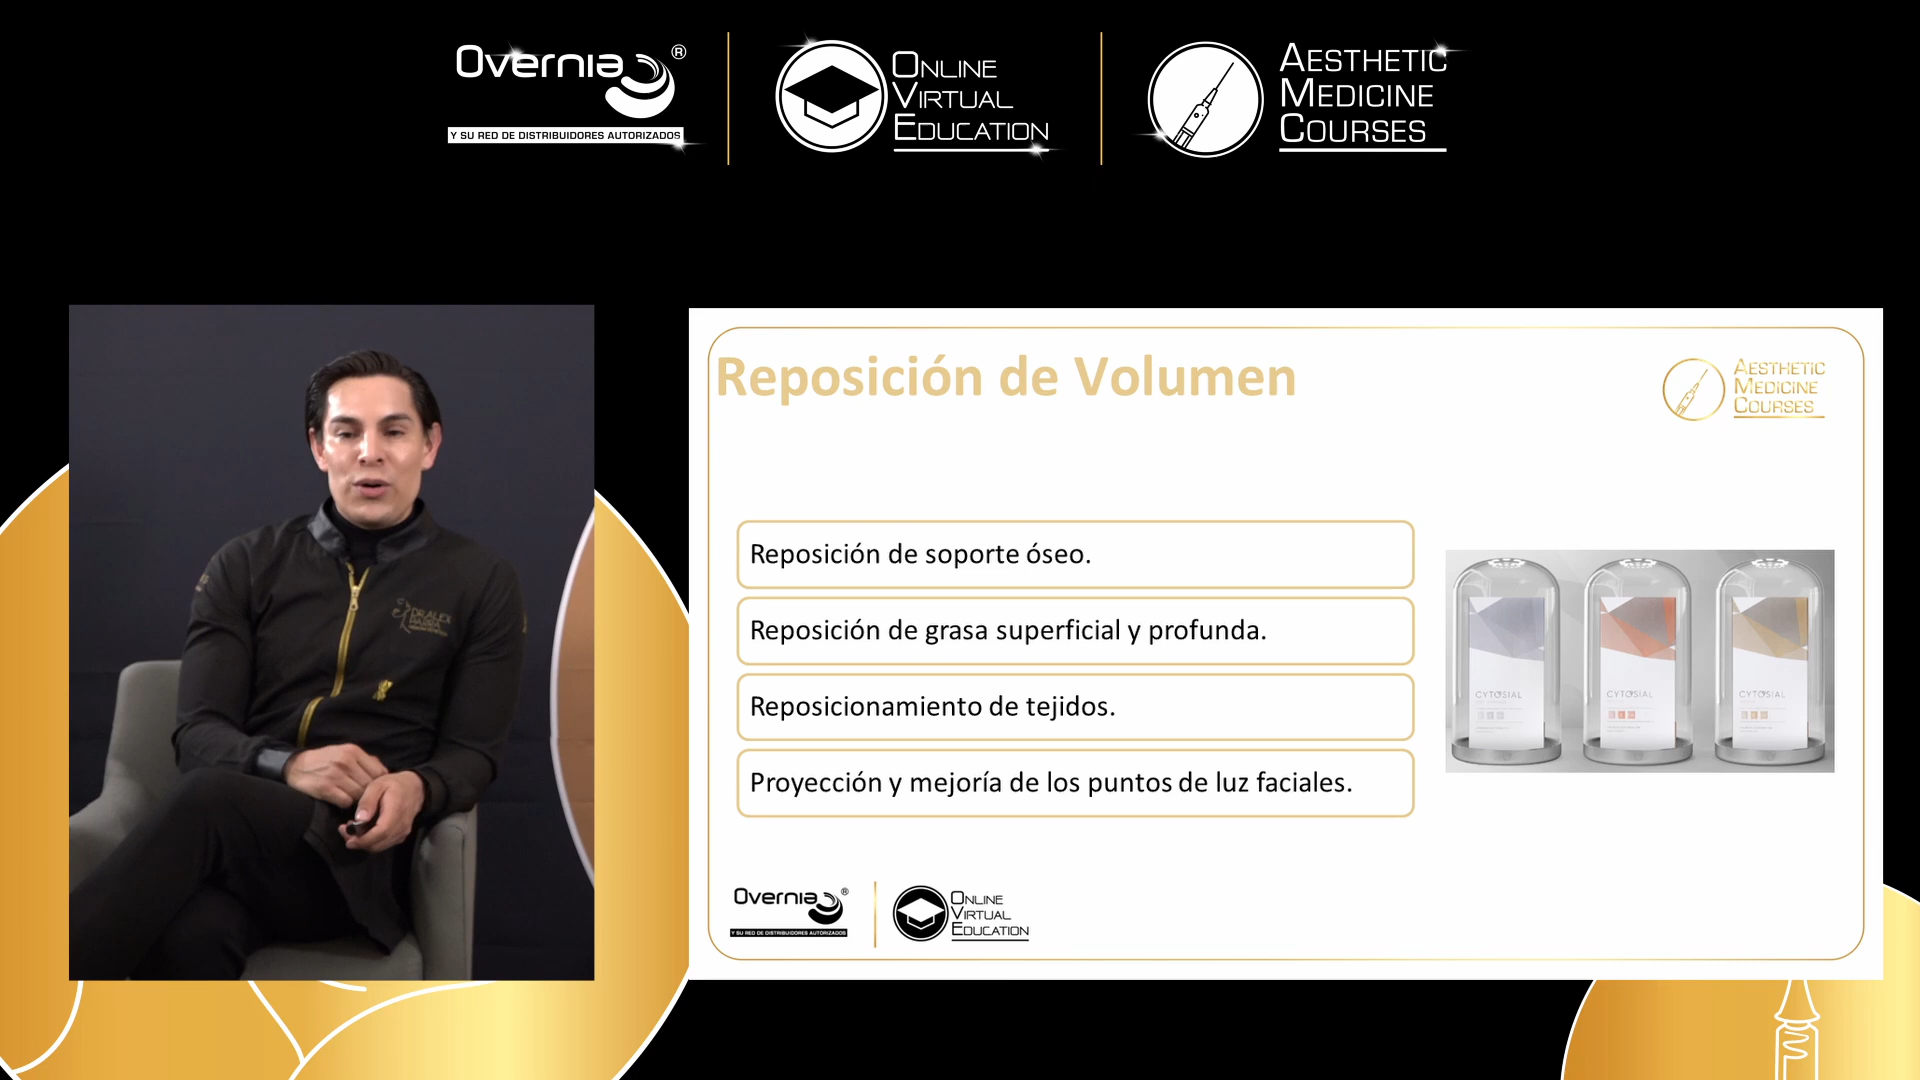 Overnia®
Y SU RED DE DISTRIBUIDORES AUTORIZADOS
ONLINE
VIRTUAL
EDUCATION
AESTHETIC
MEDICINE
COURSES
Reposición de Volumen
AESTHETIC
MEDICINE
COURSES
Reposición de soporte óseo.
Reposición de grasa superficial y profunda.
Reposicionamiento de tejidos.
Proyección y mejoría de los puntos de luz faciales.
CYTOSIAL
CYTOSIAL
CYTOSIAL
DR.ALEX
Overnia®
Y SU RED DE DISTRIBUIDORES AUTORIZADOS
ONLINE
VIRTUAL
EDUCATION